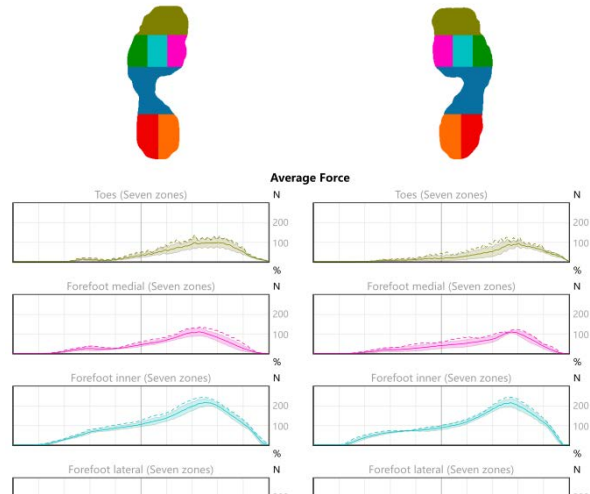 Average Force
Toes (Seven zones) N Toes (Seven zones) N
200 200
100 100
% %
Forefoot medial (Seven zones) N Forefoot medial (Seven zones) N
200 200
100 100
% %
Forefoot inner (Seven zones) N Forefoot inner (Seven zones) N
200 200
100 100
% %
Forefoot lateral (Seven zones) N Forefoot lateral (Seven zones) N